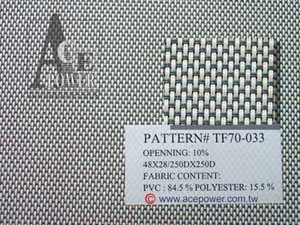 ACE
POWER
PATTERN# TF70-033
OPENNING: 10%
48X28/250DX250D
FABRIC CONTENT:
PVC : 84.5 % POLYESTER: 15.5 %
© www.acepower.com.tw